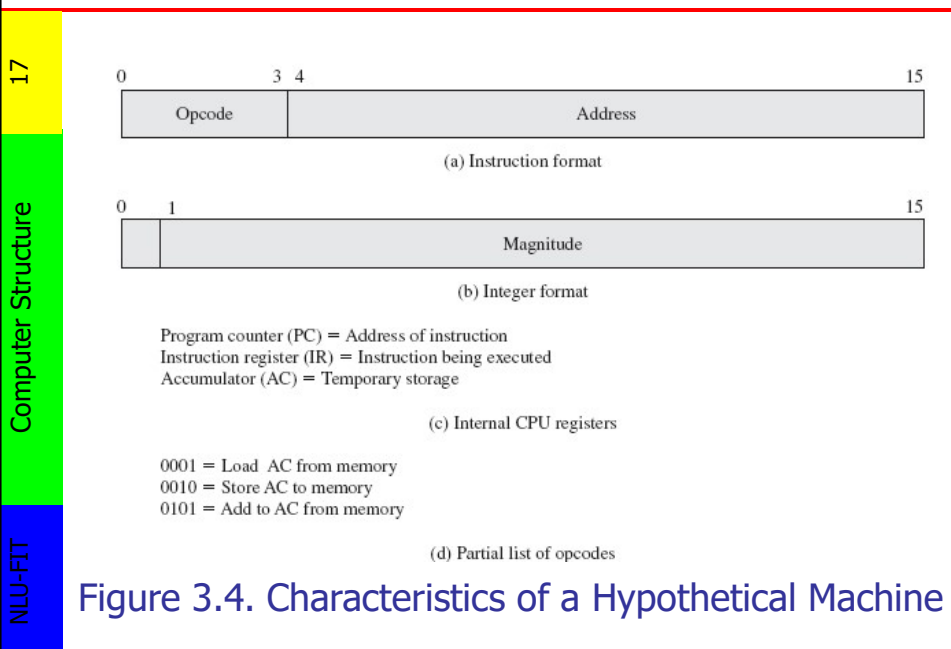 17
Computer Structure
NLU-FIT
0 3 4 15
Opcode Address
(a) Instruction format
0 1 15
Magnitude
(b) Integer format
Program counter (PC) = Address of instruction
Instruction register (IR) = Instruction being executed
Accumulator (AC) = Temporary storage
(c) Internal CPU registers
0001 = Load AC from memory
0010 = Store AC to memory
0101 = Add to AC from memory
(d) Partial list of opcodes
Figure 3.4. Characteristics of a Hypothetical Machine